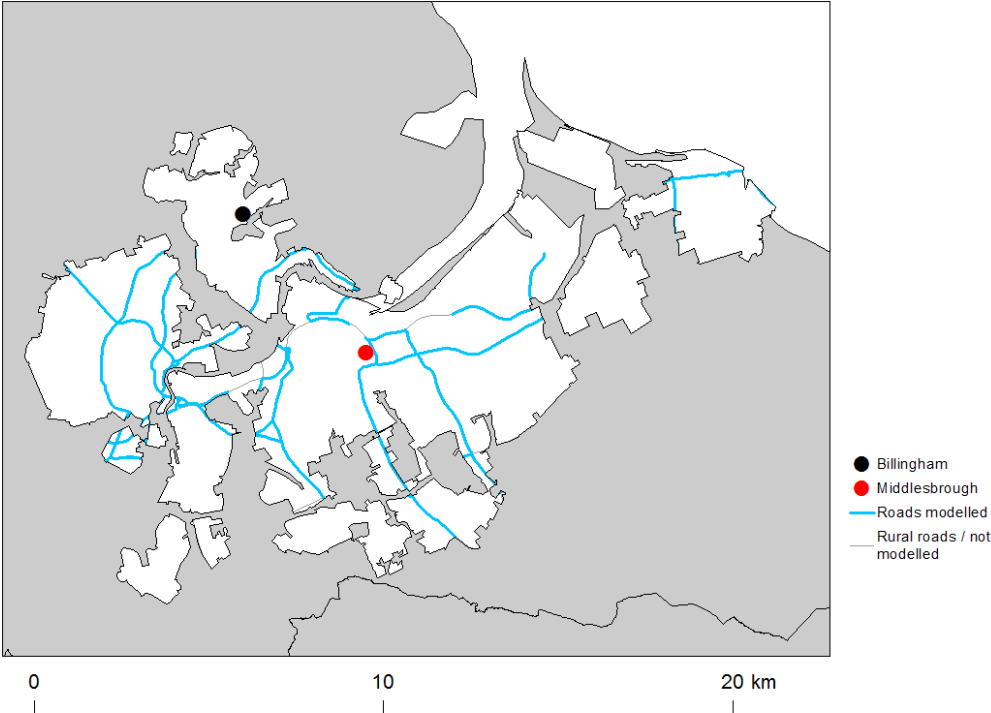 Billingham
Middlesbrough
Roads modelled
Rural roads / not
modelled
0 10 20 km